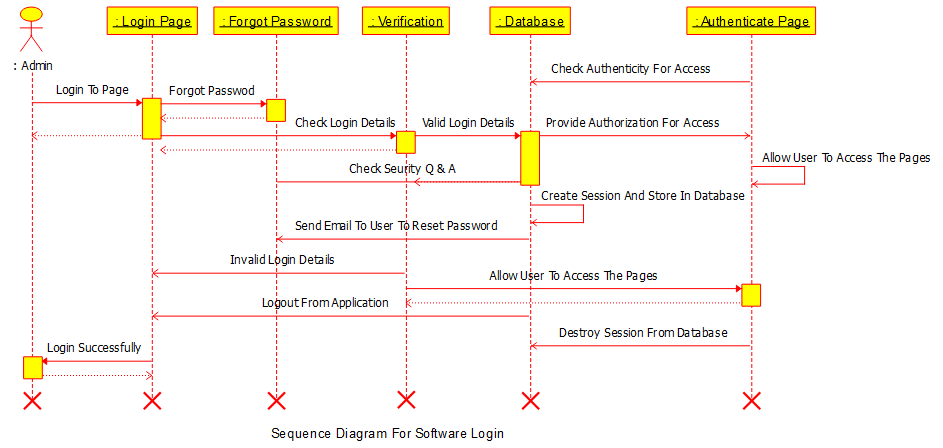 : Login Page
: Forgot Password
: Verification
: Database
: Authenticate Page
: Admin
Check Authenticity For Access
Login To Page
Forgot Passwod
Check Login Details
Valid Login Details
Provide Authorization For Access
Allow User To Access The Pages
Check Seurity Q & A
Create Session And Store In Database
Send Email To User To Reset Password
Invalid Login Details
Allow User To Access The Pages
Logout From Application
Destroy Session From Database
Login Successfully
Sequence Diagram For Software Login